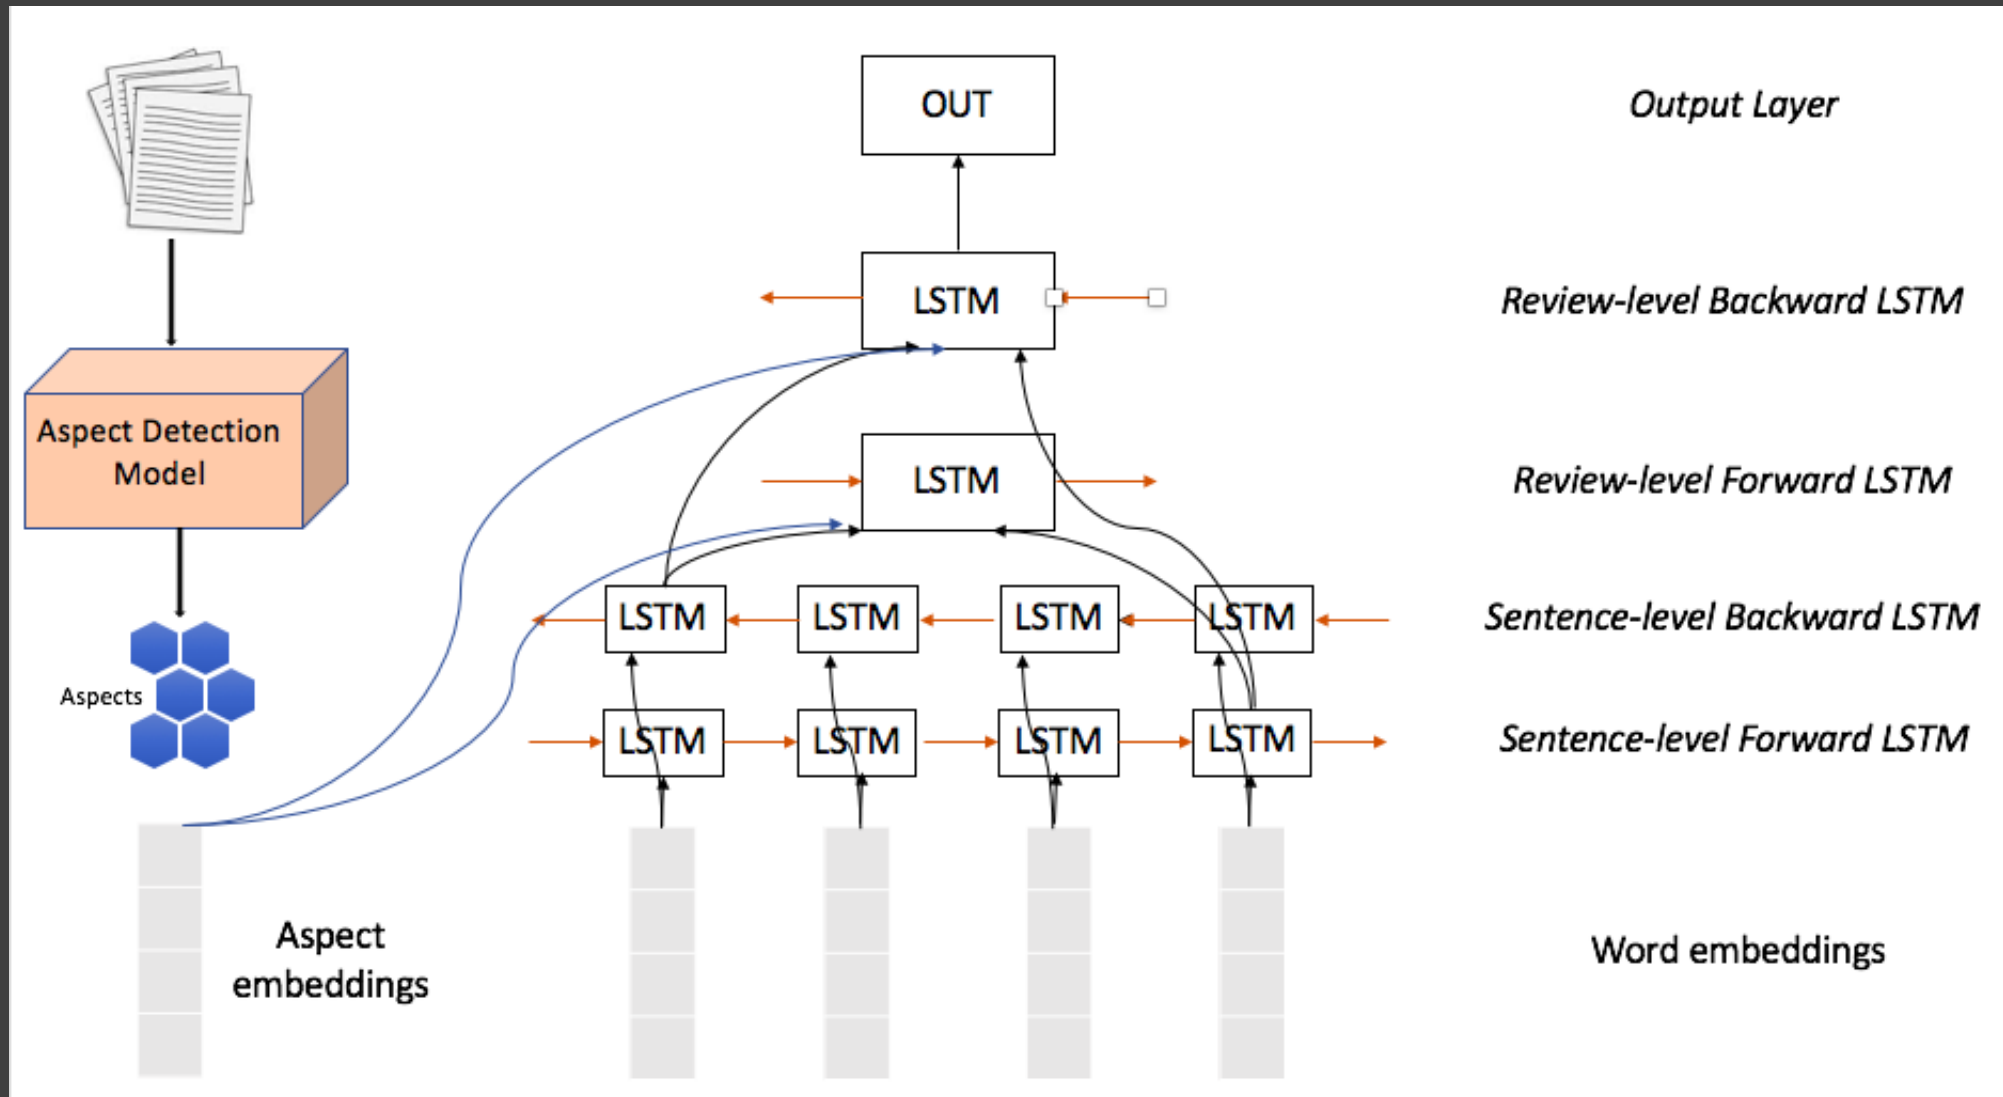 OUT
Output Layer
LSTM
Review-level Backward LSTM
Aspect Detection
Model
LSTM
Review-level Forward LSTM
LSTM
LSTM
LSTM
LSTM
Sentence-level Backward LSTM
Aspects
LSTM
LSTM
LSTM
LSTM
Sentence-level Forward LSTM
Aspect
embeddings
Word embeddings